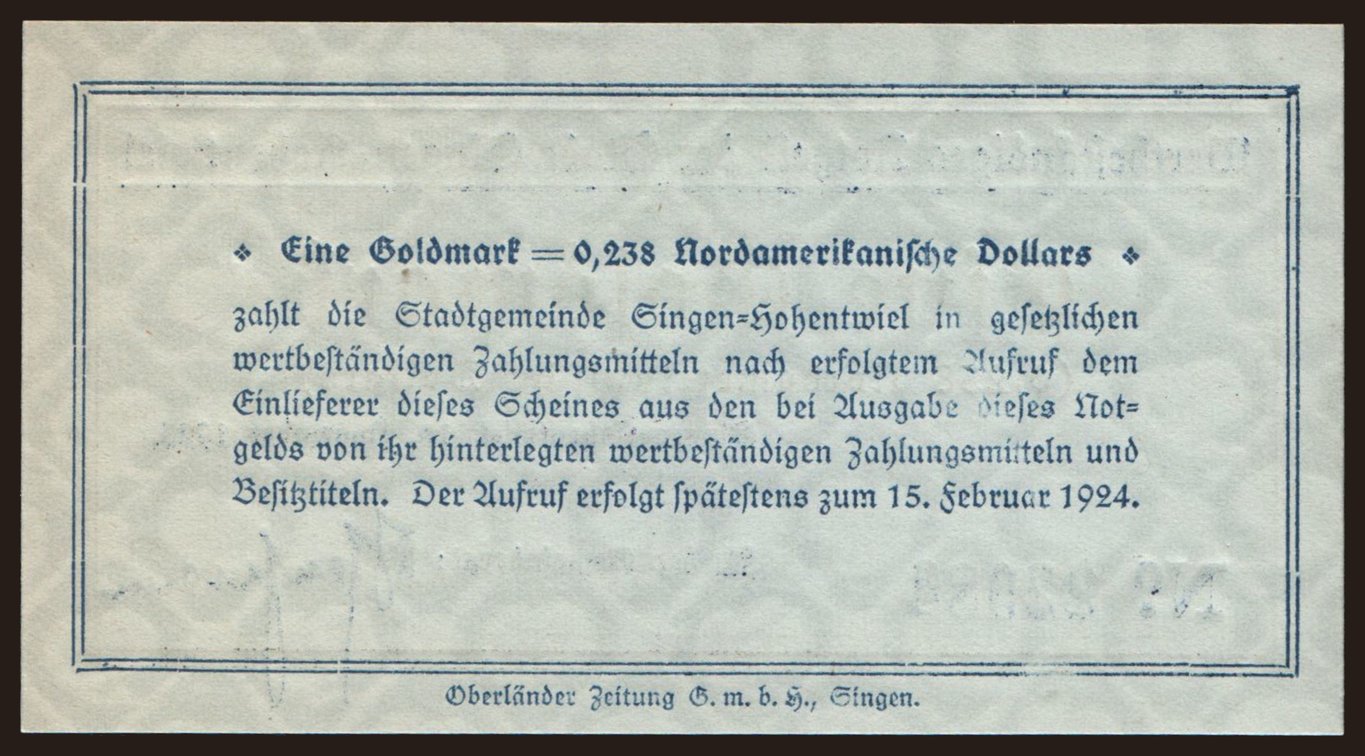 Eine Goldmark = 0,238 Nordamerikanische Dollars
zahlt die Stadtgemeinde Singen=Hohentwiel in gesetzlichen
wertbeständigen Zahlungsmitteln nach erfolgtem Aufruf dem
Einlieferer dieses Scheines aus den bei Ausgabe dieses Not=
gelds von ihr hinterlegten wertbeständigen Zahlungsmitteln und
Besitztiteln. Der Aufruf erfolgt spätestens zum 15. Februar 1924.
Oberländer Zeitung G. m. b. H., Singen.